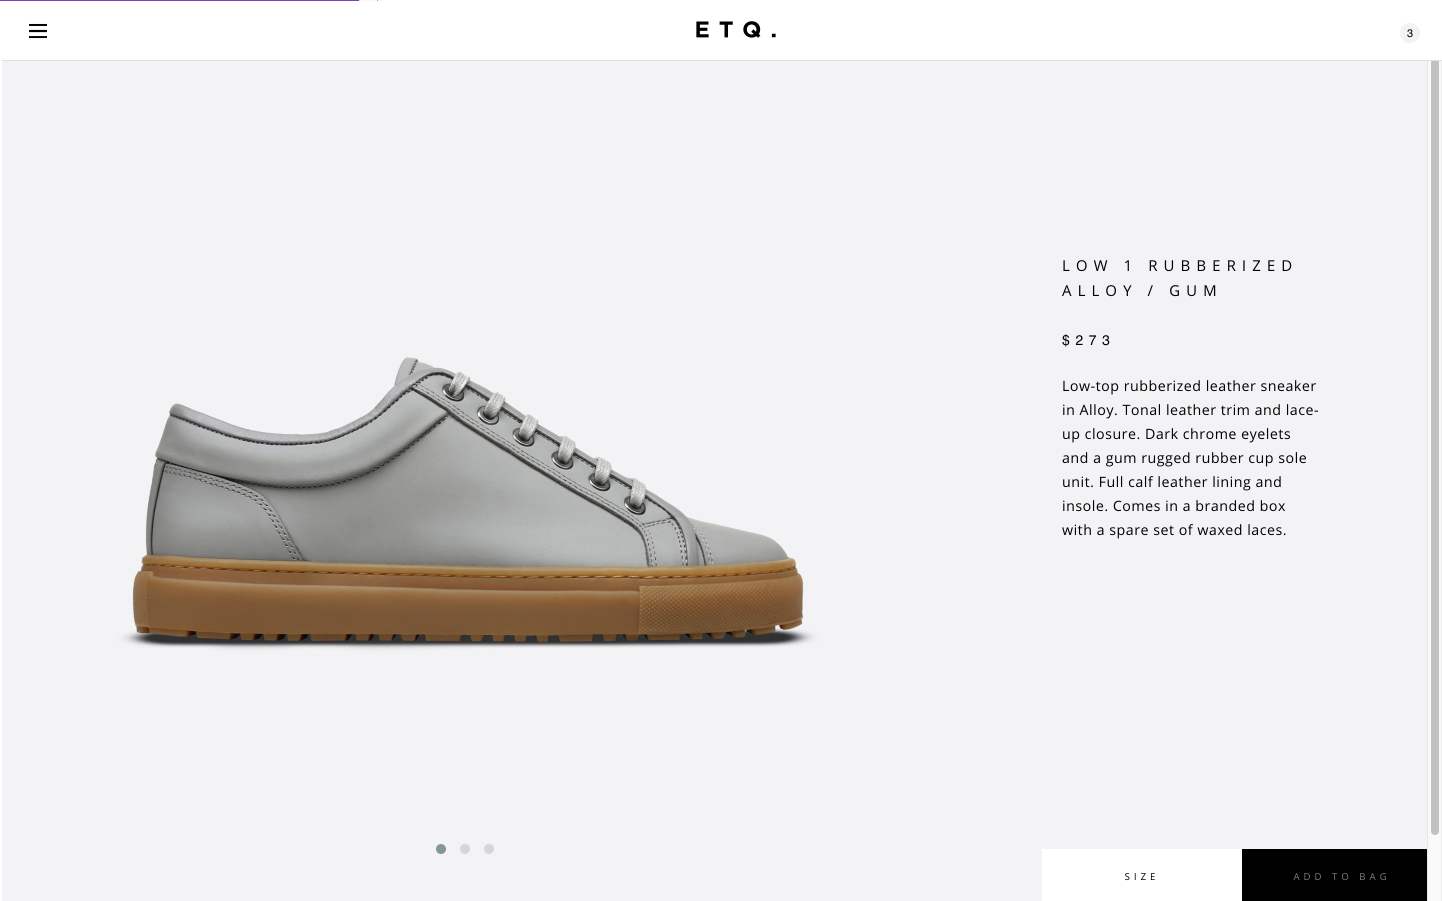 ETQ.
3
LOW 1 RUBBERIZED
ALLOY / GUM
$273
Low-top rubberized leather sneaker
in Alloy. Tonal leather trim and lace-
up closure. Dark chrome eyelets
and a gum rugged rubber cup sole
unit. Full calf leather lining and
insole. Comes in a branded box
with a spare set of waxed laces.
SIZE
ADD TO BAG